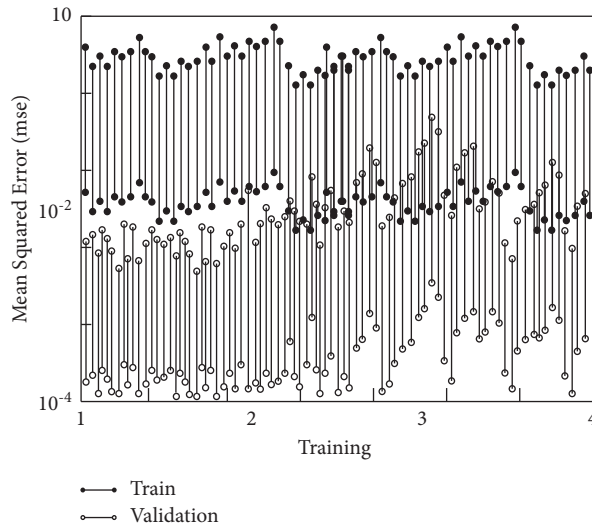 Mean Squared Error (mse)
10
10-2
10-4
1
2
3
4
Training
Train
Validation